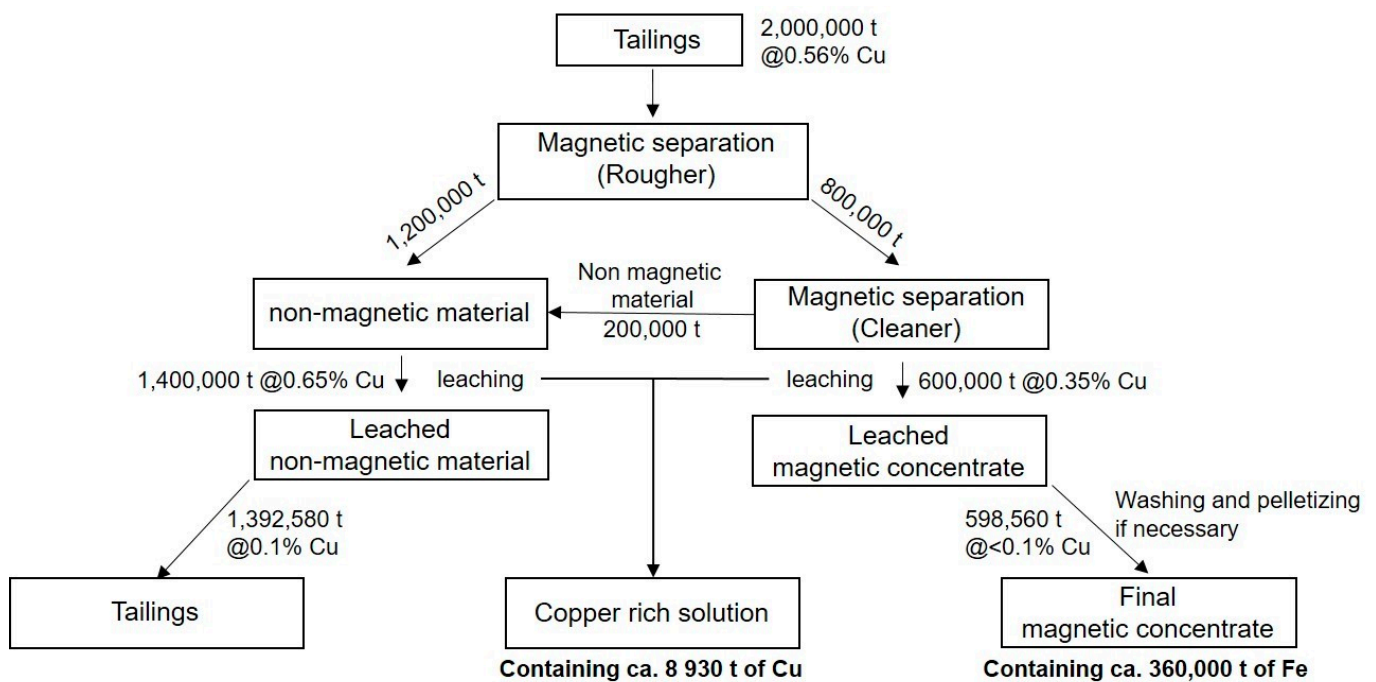 Tailings
2,000,000 t
@0.56% Cu
Magnetic separation
(Rougher)
1,200,000 t
800,000 t
non-magnetic material
Non magnetic
material
200,000 t
Magnetic separation
(Cleaner)
1,400,000 t @0.65% Cu
leaching
leaching
600,000 t @0.35% Cu
Leached
non-magnetic material
Leached
magnetic concentrate
1,392,580 t
@0.1% Cu
598,560 t
@<0.1% Cu
Washing and pelletizing
if necessary
Tailings
Copper rich solution
Final
magnetic concentrate
Containing ca. 8 930 t of Cu
Containing ca. 360,000 t of Fe